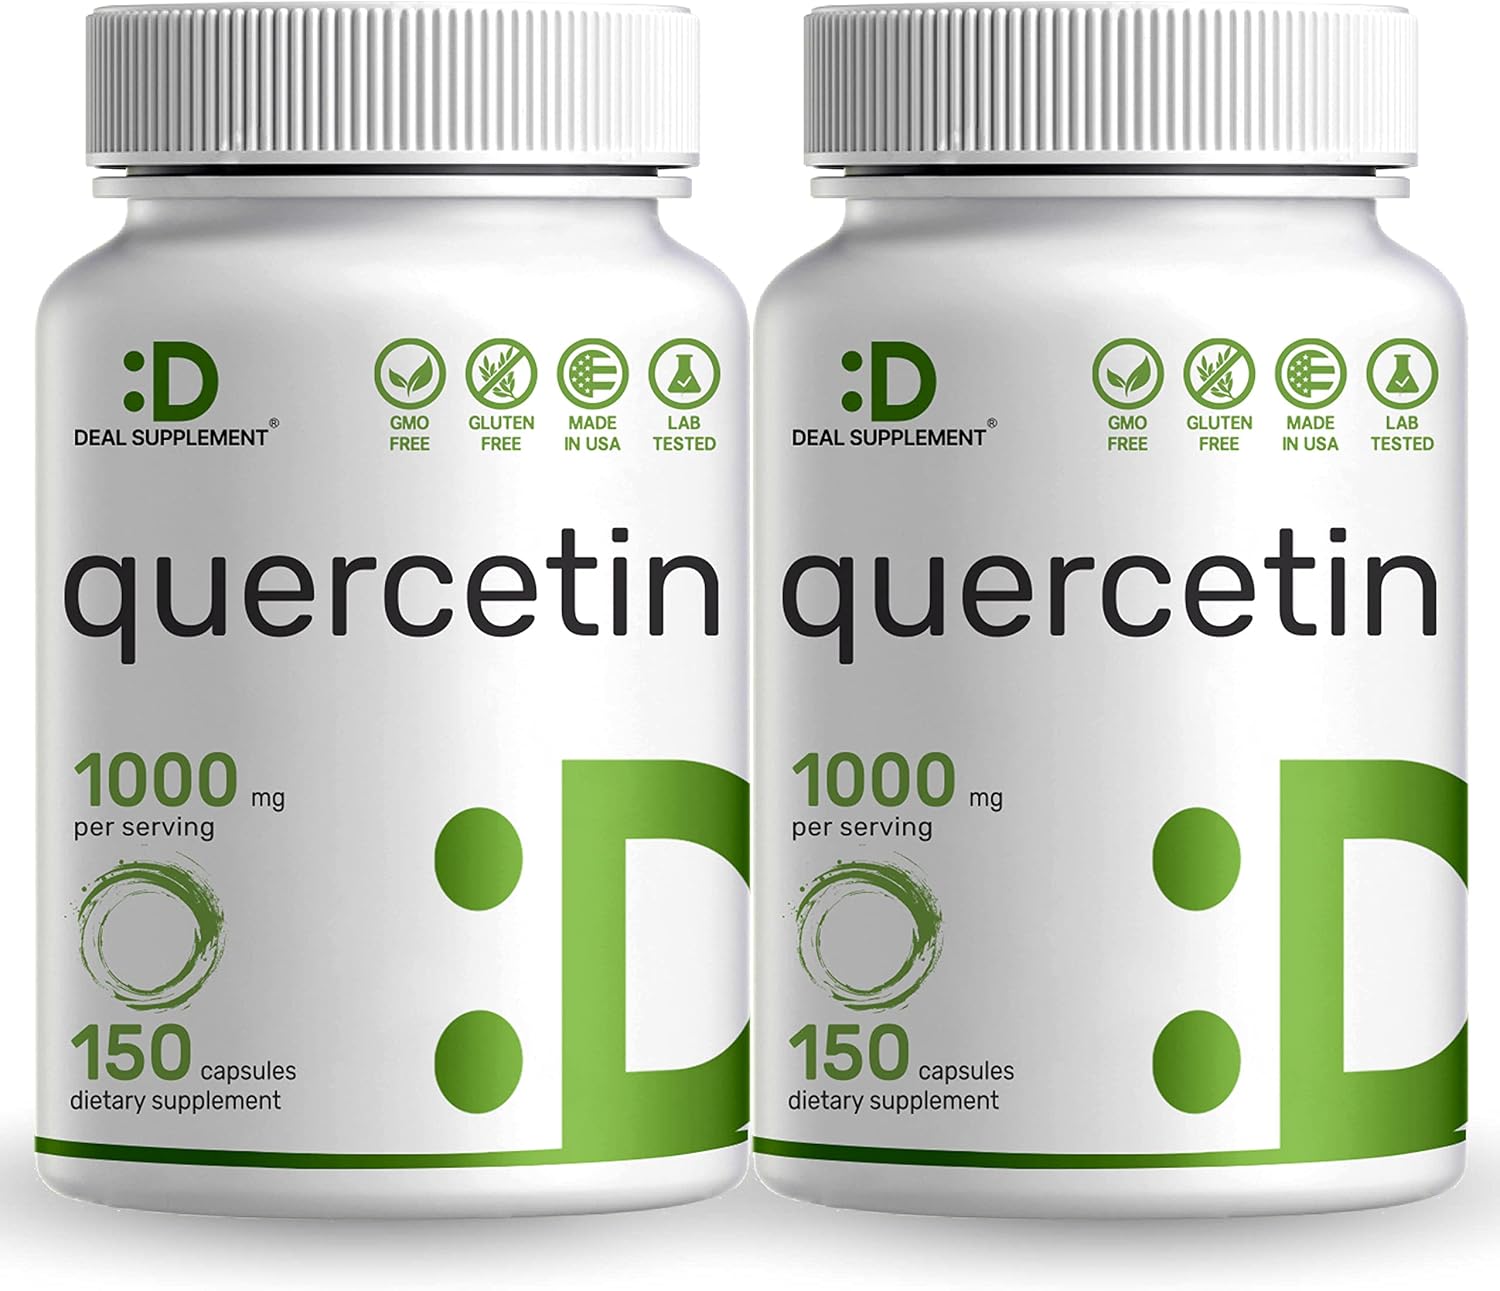 :D
DEAL SUPPLEMENT®
GMO
FREE
GLUTEN
FREE
MADE
IN USA
LAB
TESTED
quercetin
1000 mg
per serving
150 capsules
dietary supplement
:D
:D
DEAL SUPPLEMENT®
GMO
FREE
GLUTEN
FREE
MADE
IN USA
LAB
TESTED
quercetin
1000 mg
per serving
150 capsules
dietary supplement
:D